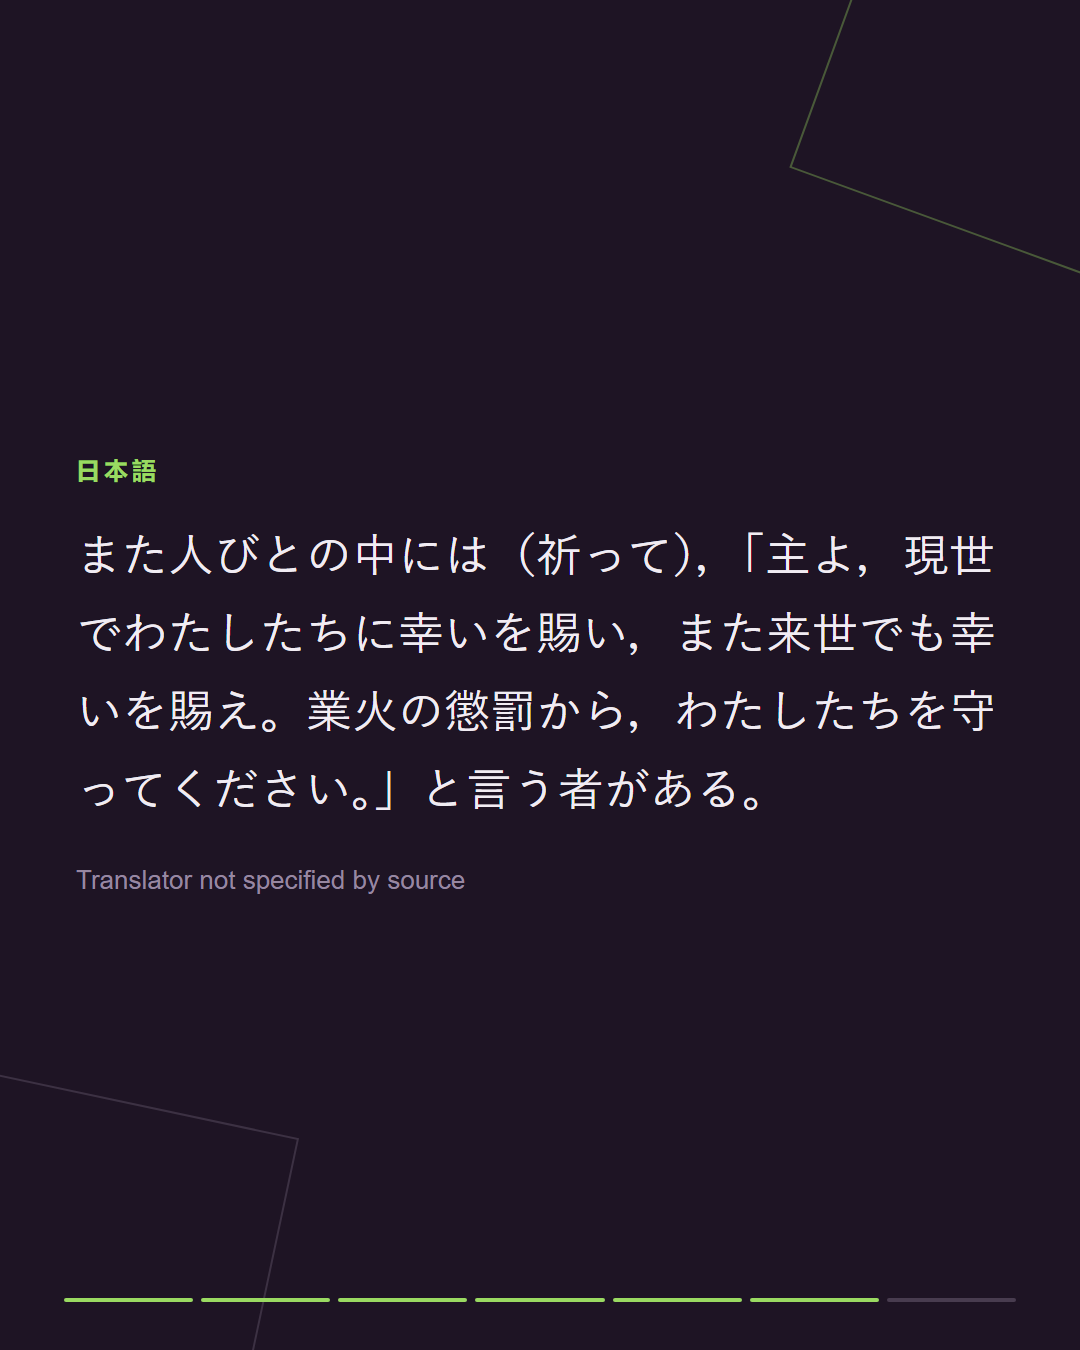 日本語
また人びとの中には（祈って），「主よ，現世
でわたしたちに幸いを賜い，また来世でも幸
いを賜え。業火の懲罰から，わたしたちを守
ってください。」と言う者がある。
Translator not specified by source